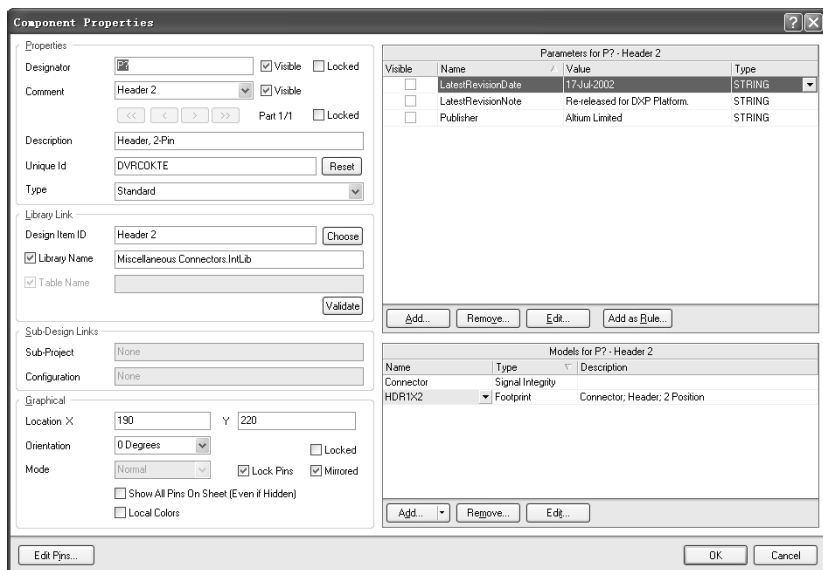 Component Properties
Properties
Designator P? Visible Locked
Comment Header 2 Visible
<< < > >> Part 1/1 Locked
Description Header, 2-Pin
Unique Id DVRCOKTE Reset
Type Standard
Library Link
Design Item ID Header 2 Choose
Library Name Miscellaneous Connectors.IntLib
Table Name
Validate
Sub-Design Links
Sub-Project None
Configuration None
Graphical
Location X 190 Y 220
Orientation 0 Degrees Locked
Mode Normal Lock Pins Mirrored
Show All Pins On Sheet (Even if Hidden)
Local Colors
Parameters for P? - Header 2
Visible Name Value Type
LatestRevisionDate 17-Jul-2002 STRING
LatestRevisionNote Re-released for DXP Platform. STRING
Publisher Altium Limited STRING
Add... Remove... Edit... Add as Rule...
Models for P? - Header 2
Name Type Description
Connector Signal Integrity
HDR1X2 Footprint Connector; Header; 2 Position
Add... Remove... Edit...
Edit Pins... OK Cancel